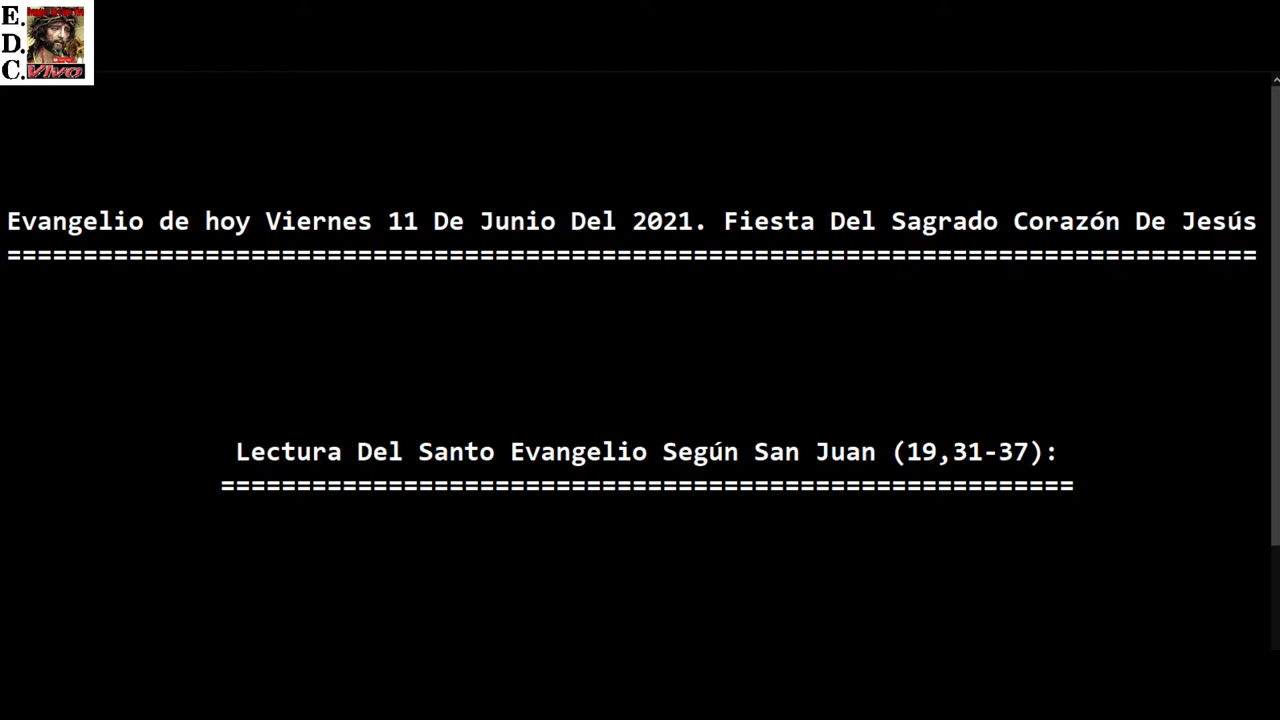 E.
D.
C.
Vivo
Evangelio de hoy Viernes 11 De Junio Del 2021. Fiesta Del Sagrado Corazón De Jesús
==================================================================================
Lectura Del Santo Evangelio Según San Juan (19,31-37):
========================================================